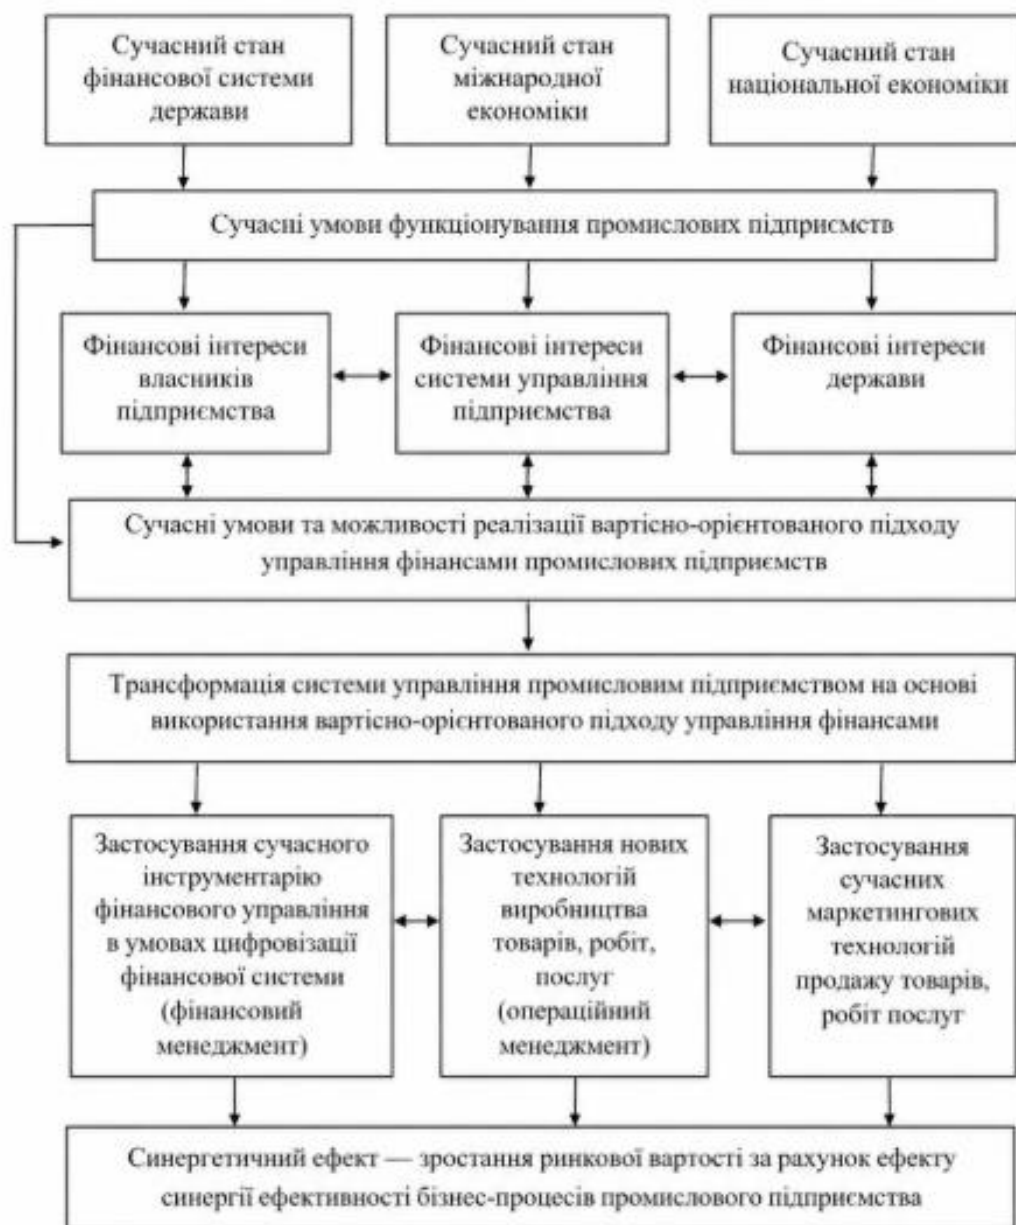 Сучасний стан
фінансової системи
держави
Сучасний стан
міжнародної
економіки
Сучасний стан
національної економіки
Сучасні умови функціонування промислових підприємств
Фінансові інтереси
власників
підприємства
Фінансові інтереси
системи управління
підприємства
Фінансові інтереси
держави
Сучасні умови та можливості реалізації вартісно-орієнтованого підходу
управління фінансами промислових підприємств
Трансформація системи управління промисловим підприємством на основі
використання вартісно-орієнтованого підходу управління фінансами
Застосування сучасного
інструментарію
фінансового управління
в умовах цифровізації
фінансової системи
(фінансовий
менеджмент)
Застосування нових
технологій
виробництва
товарів, робіт,
послуг
(операційний
менеджмент)
Застосування
сучасних
маркетингових
технологій
продажу товарів,
робіт послуг
Синергетичний ефект — зростання ринкової вартості за рахунок ефекту
синергії ефективності бізнес-процесів промислового підприємства